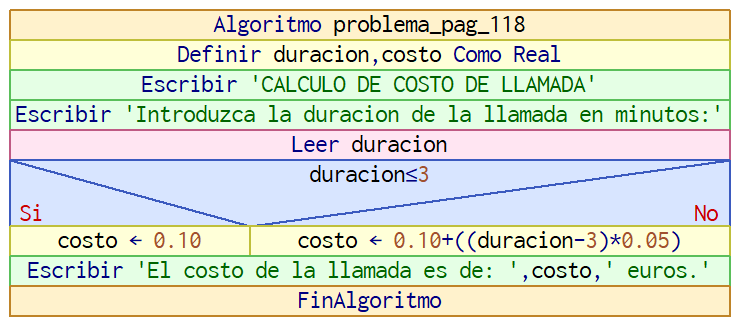 Algoritmo problema_pag_118
Definir duracion,costo Como Real
Escribir 'CALCULO DE COSTO DE LLAMADA'
Escribir 'Introduzca la duracion de la llamada en minutos:'
Leer duracion
duracion≤3
Si
No
costo ← 0.10
costo ← 0.10+((duracion-3)*0.05)
Escribir 'El costo de la llamada es de: ',costo,' euros.'
FinAlgoritmo